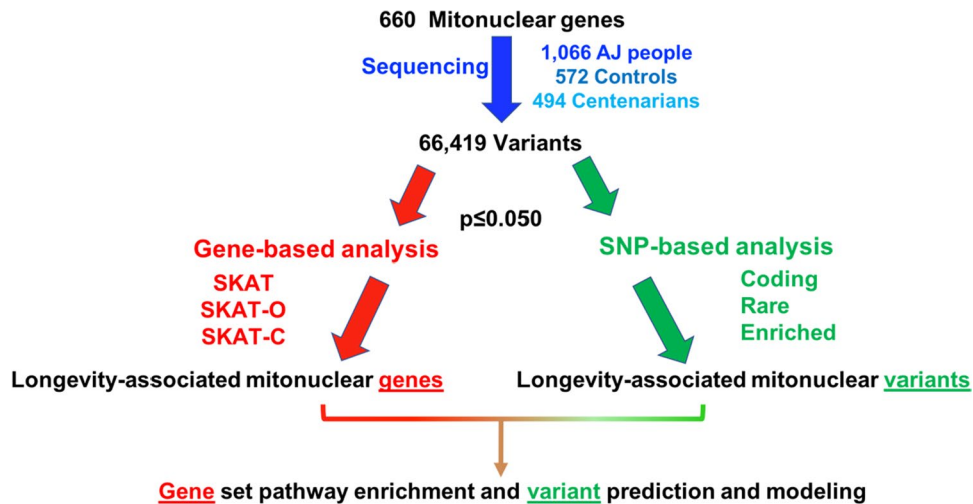 660 Mitonuclear genes
Sequencing
1,066 AJ people
572 Controls
494 Centenarians
66,419 Variants
p≤0.050
Gene-based analysis
SKAT
SKAT-O
SKAT-C
SNP-based analysis
Coding
Rare
Enriched
Longevity-associated mitonuclear genes
Longevity-associated mitonuclear variants
Gene set pathway enrichment and variant prediction and modeling